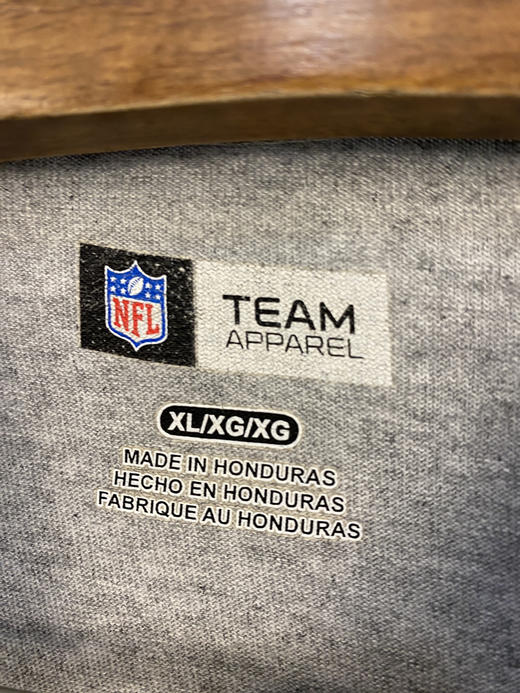 NFL
TEAM
APPAREL
XL/XG/XG
MADE IN HONDURAS
HECHO EN HONDURAS
FABRIQUE AU HONDURAS